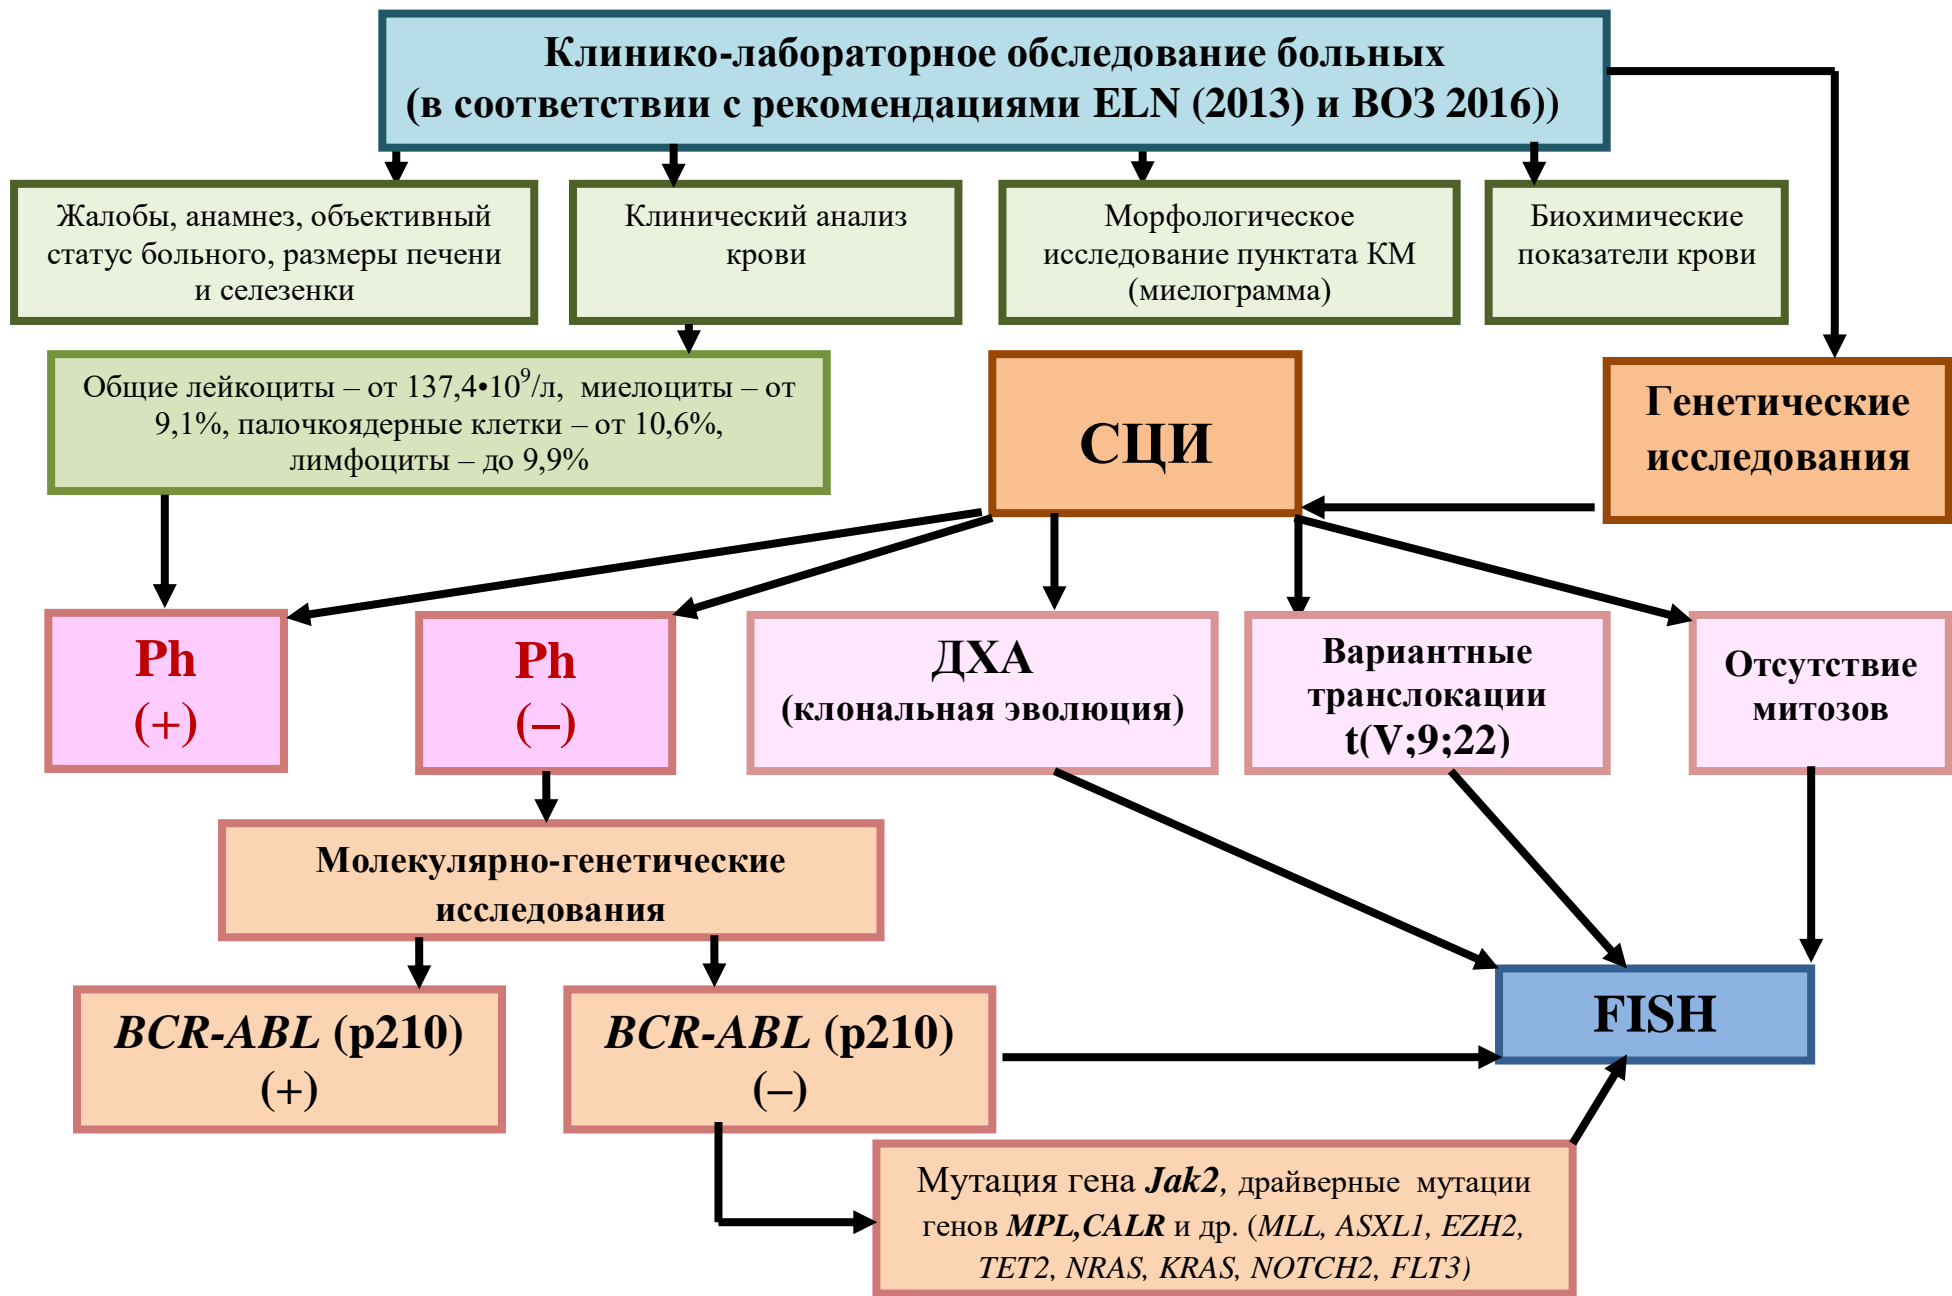 Клинико-лабораторное обследование больных
(в соответствии с рекомендациями ELN (2013) и ВОЗ 2016))
Жалобы, анамнез, объективный
статус больного, размеры печени
и селезенки
Клинический анализ
крови
Морфологическое
исследование пунктата КМ
(миелограмма)
Биохимические
показатели крови
Общие лейкоциты – от 137,4•10⁹/л, миелоциты – от
9,1%, палочкоядерные клетки – от 10,6%,
лимфоциты – до 9,9%
СЦИ
Генетические
исследования
Ph
(+)
Ph
(–)
ДХА
(клональная эволюция)
Вариантные
транслокации
t(V;9;22)
Отсутствие
митозов
Молекулярно-генетические
исследования
BCR-ABL (p210)
(+)
BCR-ABL (p210)
(–)
FISH
Мутация гена Jak2, драйверные мутации
генов MPL,CALR и др. (MLL, ASXL1, EZH2,
TET2, NRAS, KRAS, NOTCH2, FLT3)